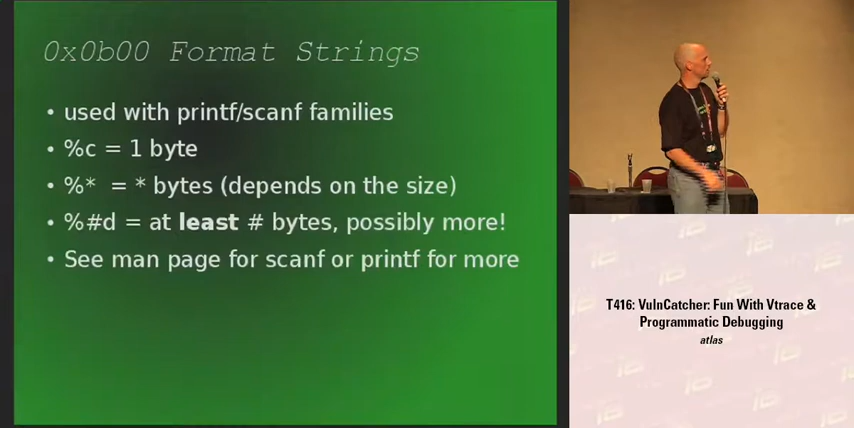 0x0b00 Format Strings
• used with printf/scanf families
• %c = 1 byte
• %* = * bytes (depends on the size)
• %#d = at least # bytes, possibly more!
• See man page for scanf or printf for more
T416: VulnCatcher: Fun With Vtrace &
Programmatic Debugging
atlas